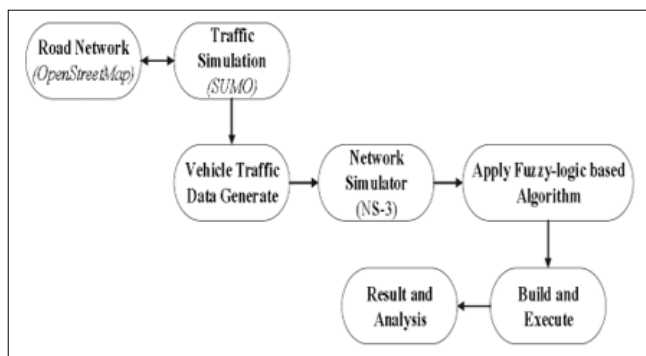 Road Network
(OpenStreetMap)
Traffic
Simulation
(SUMO)
Vehicle Traffic
Data Generate
Network
Simulator
(NS-3)
Apply Fuzzy-logic based
Algorithm
Result and
Analysis
Build and
Execute